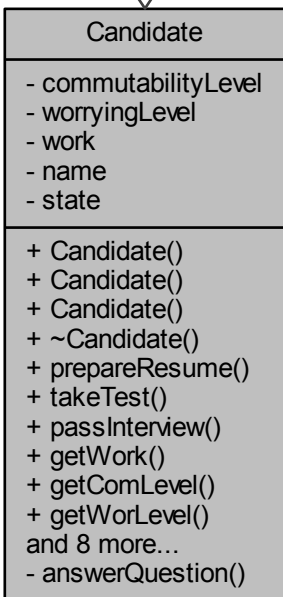 Candidate
- commutabilityLevel
- worryingLevel
- work
- name
- state
+ Candidate()
+ Candidate()
+ Candidate()
+ ~Candidate()
+ prepareResume()
+ takeTest()
+ passInterview()
+ getWork()
+ getComLevel()
+ getWorLevel()
and 8 more...
- answerQuestion()